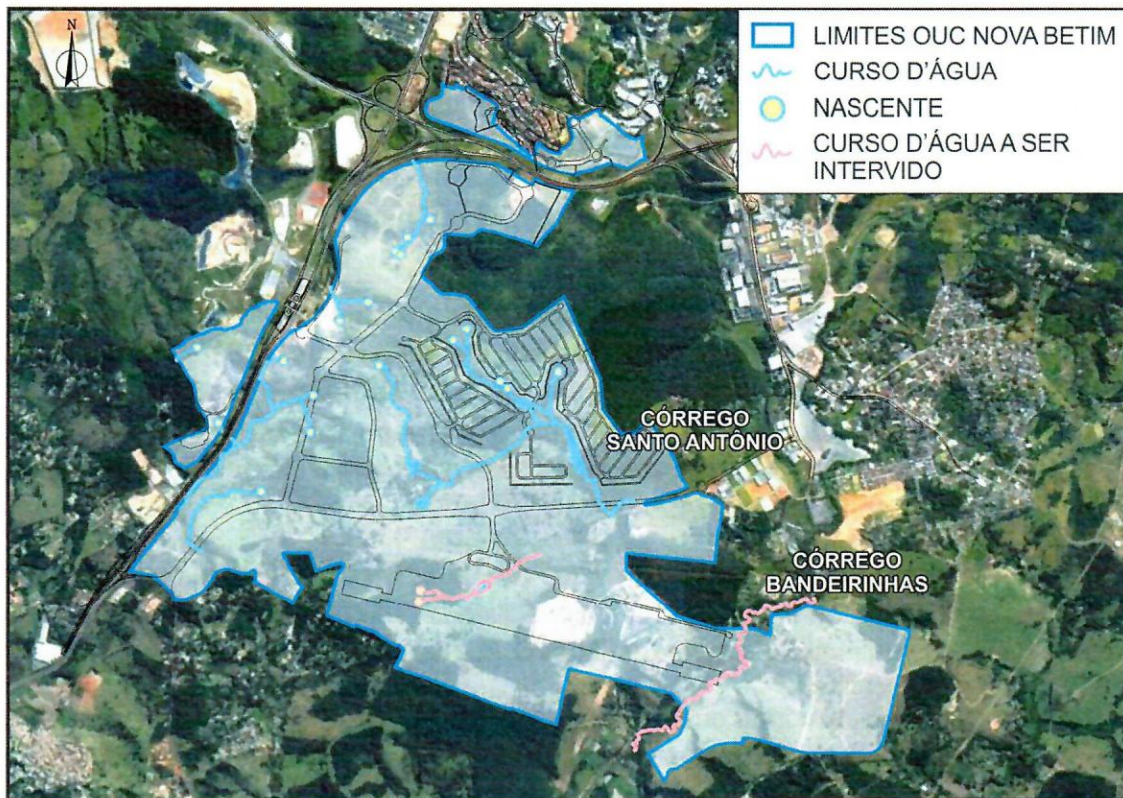 N
LIMITES OUC NOVA BETIM
CURSO D'ÁGUA
NASCENTE
CURSO D'ÁGUA A SER
INTERVIDO
CÓRREGO
SANTO ANTÔNIO
CÓRREGO
BANDEIRINHAS